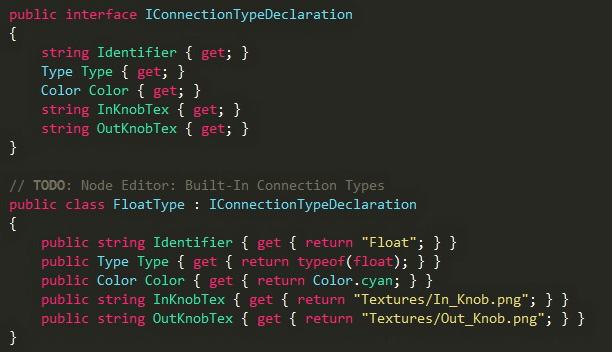 public interface IConnectionTypeDeclaration
{
    string Identifier { get; }
    Type Type { get; }
    Color Color { get; }
    string InKnobTex { get; }
    string OutKnobTex { get; }
}

// TODO: Node Editor: Built-In Connection Types
public class FloatType : IConnectionTypeDeclaration
{
    public string Identifier { get { return "Float"; } }
    public Type Type { get { return typeof(float); } }
    public Color Color { get { return Color.cyan; } }
    public string InKnobTex { get { return "Textures/In_Knob.png"; } }
    public string OutKnobTex { get { return "Textures/Out_Knob.png"; } }
}